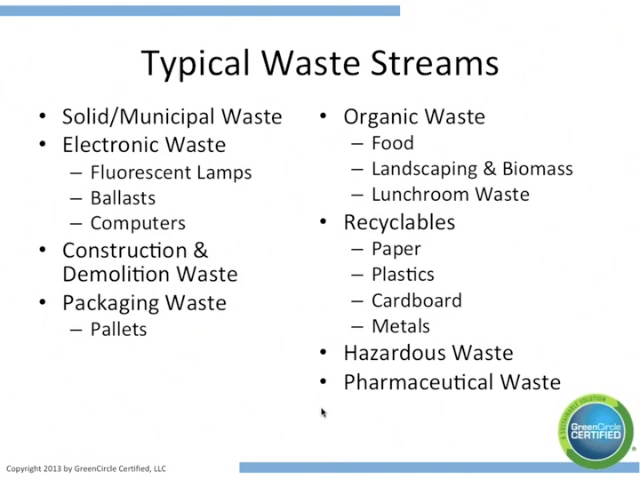 Typical Waste Streams
• Solid/Municipal Waste
• Electronic Waste
– Fluorescent Lamps
– Ballasts
– Computers
• Construction &
Demolition Waste
• Packaging Waste
– Pallets
• Organic Waste
– Food
– Landscaping & Biomass
– Lunchroom Waste
• Recyclables
– Paper
– Plastics
– Cardboard
– Metals
• Hazardous Waste
• Pharmaceutical Waste
A SUSTAINABLE SOLUTION
GreenCircle
CERTIFIED
Copyright 2013 by GreenCircle Certified, LLC